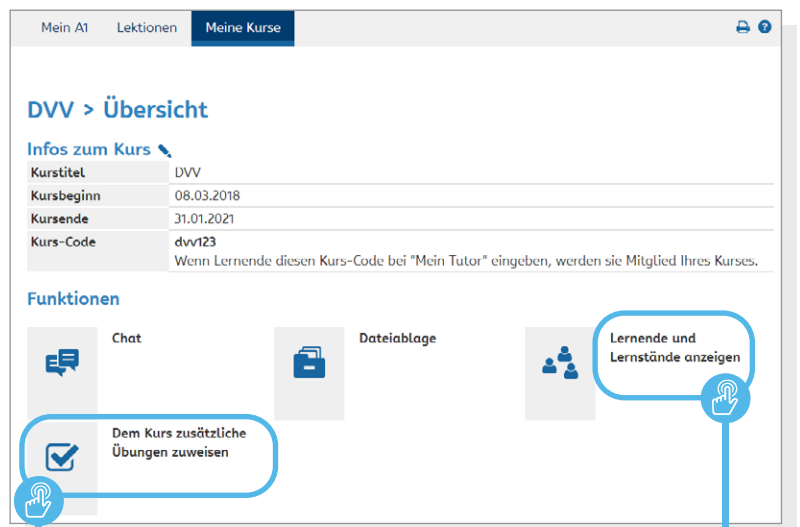 Mein A1 Lektionen Meine Kurse
DVV > Übersicht
Infos zum Kurs
Kurstitel DVV
Kursbeginn 08.03.2018
Kursende 31.01.2021
Kurs-Code dvv123
Wenn Lernende diesen Kurs-Code bei "Mein Tutor" eingeben, werden sie Mitglied Ihres Kurses.
Funktionen
Chat
Dateiablage
Lernende und
Lernstände anzeigen
Dem Kurs zusätzliche
Übungen zuweisen